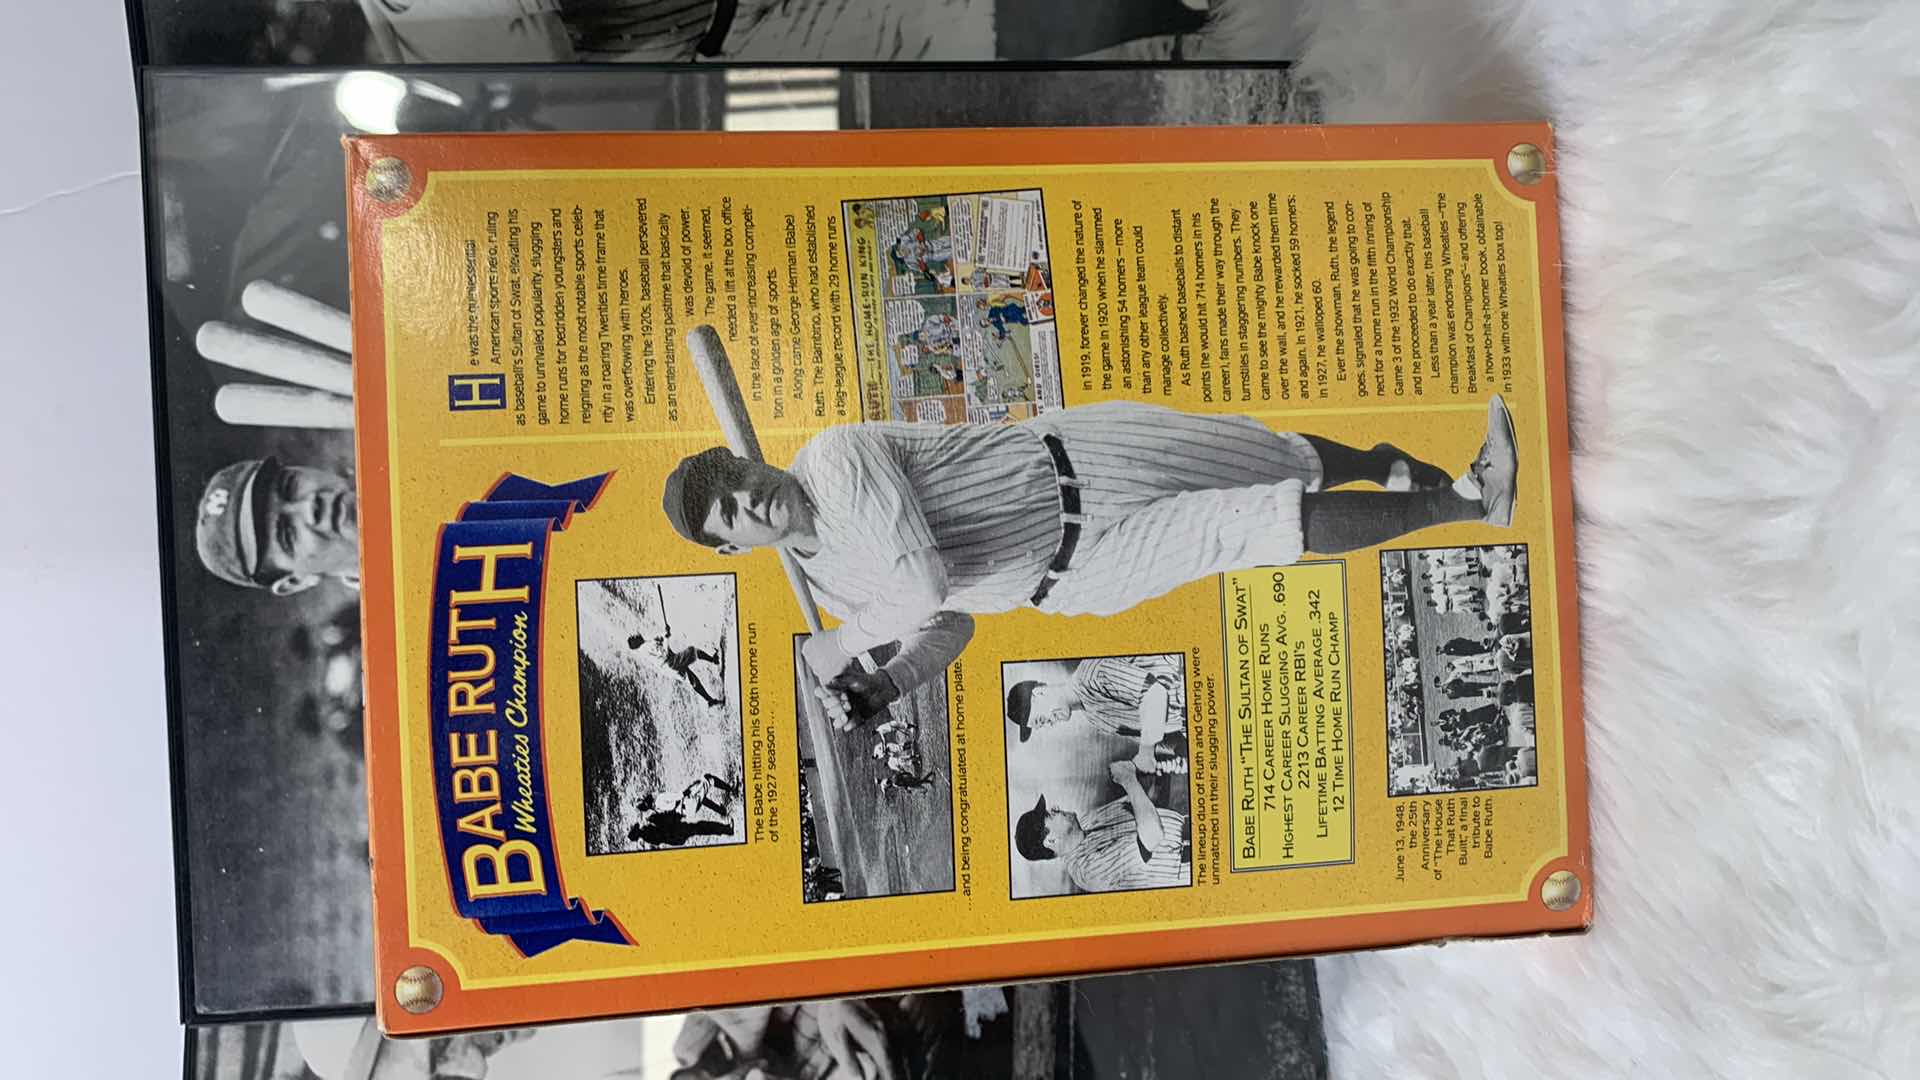 BABE RUTH
Wheaties Champion
The Babe hitting his 60th home run
of the 1927 season . . .
...and being congratulated at home plate.
The lineup duo of Ruth and Gehrig were
unmatched in their slugging power.
BABE RUTH "THE SULTAN OF SWAT"
714 CAREER HOME RUNS
HIGHEST CAREER SLUGGING AVG. .690
2213 CAREER RBI'S
LIFETIME BATTING AVERAGE .342
12 TIME HOME RUN CHAMP
June 13, 1948,
the 25th
Anniversary
of "The House
That Ruth
Built," a final
tribute to
Babe Ruth.
He was the quintessential
American sports hero, ruling
as baseball's Sultan of Swat, elevating his
game to unrivaled popularity, slugging
home runs for bedridden youngsters and
reigning as the most notable sports celeb-
rity in a roaring Twenties time frame that
was overflowing with heroes.
Entering the 1920s, baseball persevered
as an entertaining pastime that basically
was devoid of power.
The game, it seemed,
needed a lift at the box office
in the face of ever-increasing competi-
tion in a golden age of sports.
Along came George Herman (Babe)
Ruth. The Bambino, who had established
a big-league record with 29 home runs
RUTH—THE HOME-RUN KING
in 1919, forever changed the nature of
the game in 1920 when he slammed
an astonishing 54 homers — more
than any other league team could
manage collectively.
As Ruth bashed baseballs to distant
points (he would hit 714 homers in his
career), fans made their way through the
turnstiles in staggering numbers. They
came to see the mighty Babe knock one
over the wall, and he rewarded them time
and again. In 1921, he socked 59 homers;
in 1927, he walloped 60.
Ever the showman, Ruth, the legend
goes, signaled that he was going to con-
nect for a home run in the fifth inning of
Game 3 of the 1932 World Championship
and he proceeded to do exactly that.
Less than a year later, this baseball
champion was endorsing Wheaties — "the
Breakfast of Champions" — and offering
a how-to-hit-a-homer book, obtainable
in 1933 with one Wheaties box top!